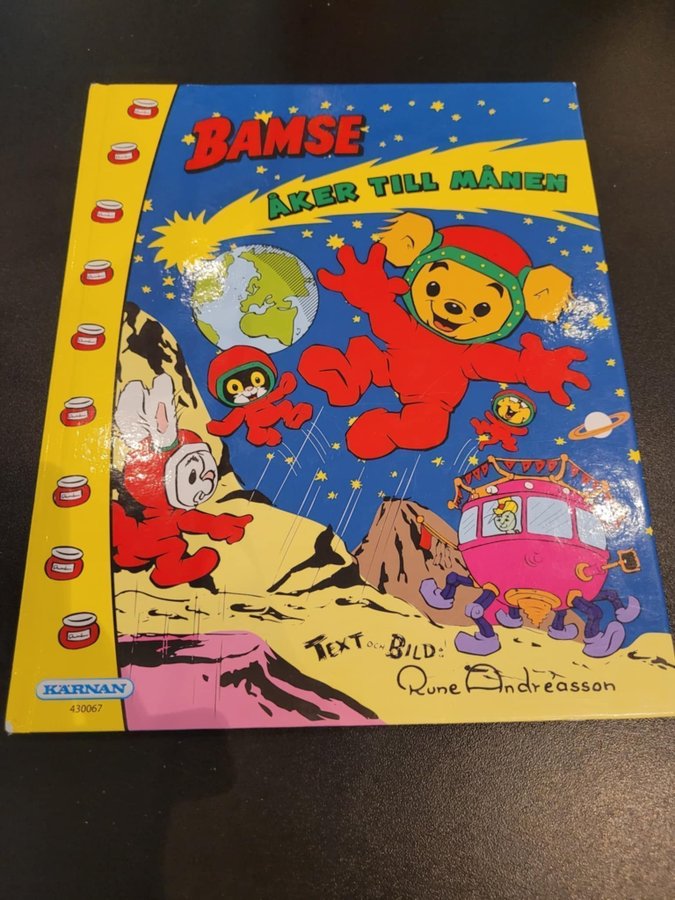 BAMSE
ÅKER TILL MÅNEN
TEXT OCH BILD:
Rune Andréasson
KÄRNAN
430067